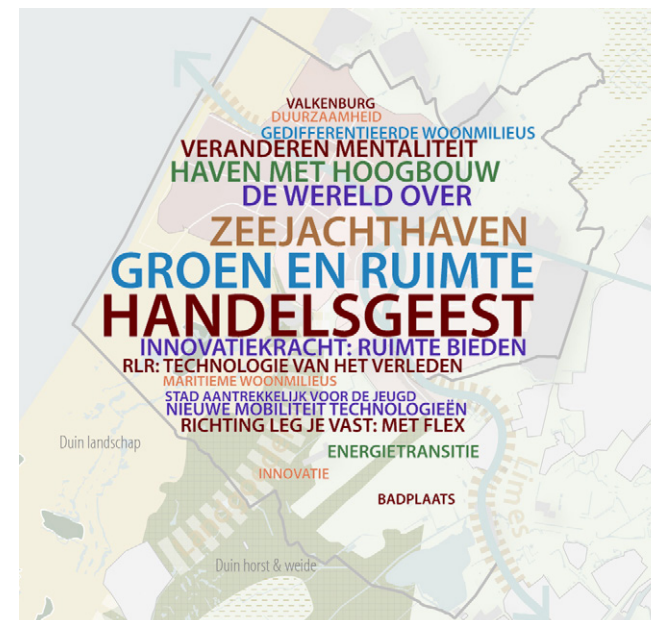 VALKENBURG
DUURZAAMHEID
GEDIFFERENTIEERDE WOONMILIEUS
VERANDEREN MENTALITEIT
HAVEN MET HOOGBOUW
DE WERELD OVER
ZEEJACHTHAVEN
GROEN EN RUIMTE
HANDELSGEEST
INNOVATIEKRACHT: RUIMTE BIEDEN
RLR: TECHNOLOGIE VAN HET VERLEDEN
MARITIEME WOONMILIEUS
STAD AANTREKKELIJK VOOR DE JEUGD
NIEUWE MOBILITEIT TECHNOLOGIEËN
RICHTING LEG JE VAST: MET FLEX
Duin landschap
ENERGIETRANSITIE
INNOVATIE
Limes
BADPLAATS
Duin horst & weide